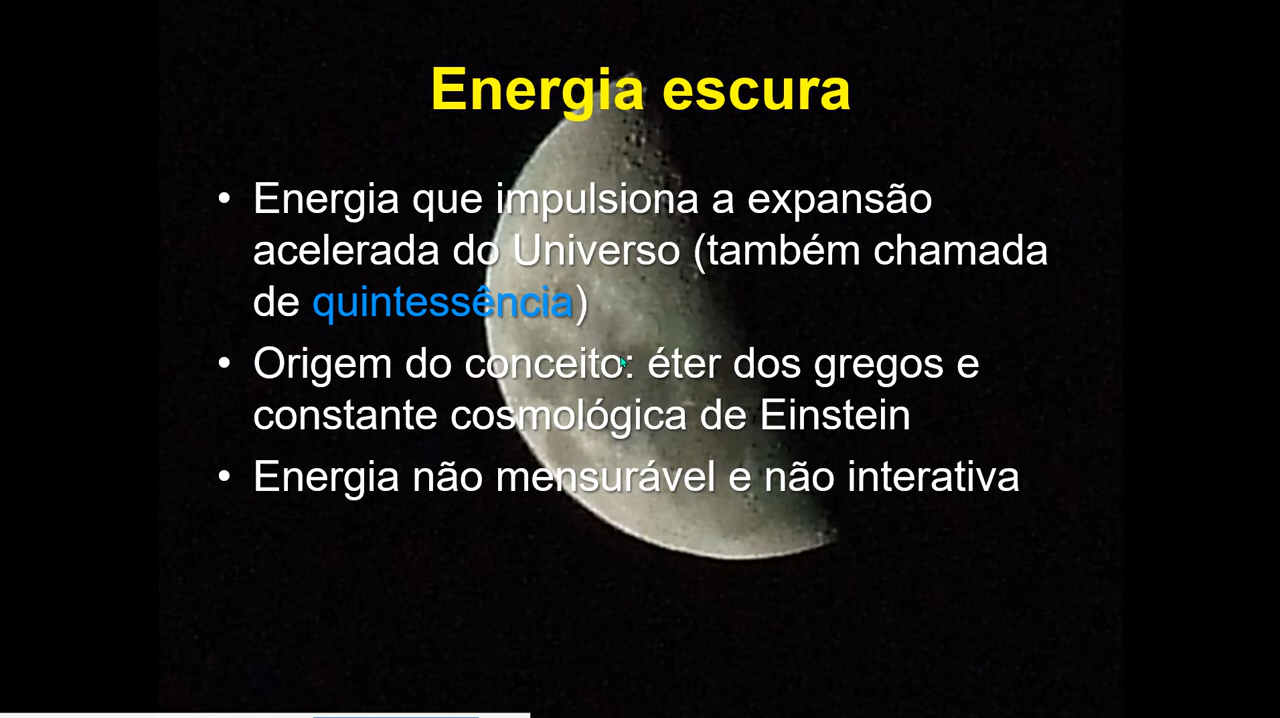 Energia escura
• Energia que impulsiona a expansão
acelerada do Universo (também chamada
de quintessência)
• Origem do conceito: éter dos gregos e
constante cosmológica de Einstein
• Energia não mensurável e não interativa